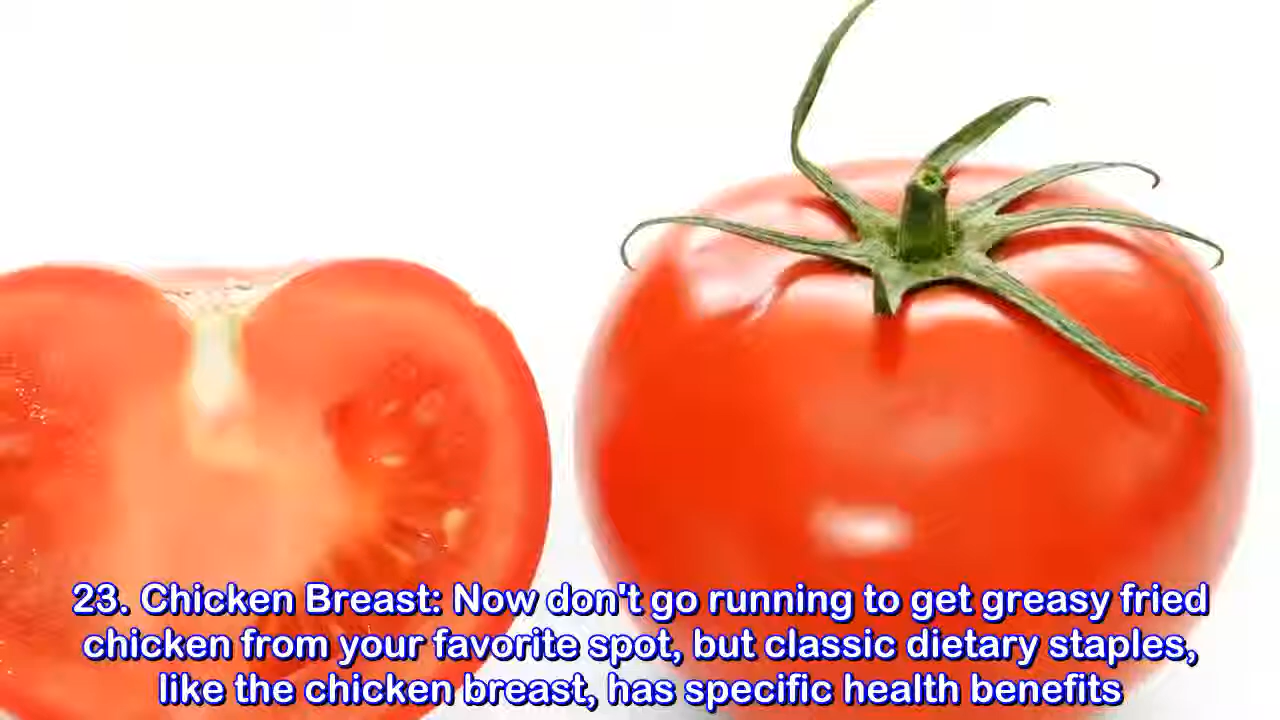 23. Chicken Breast: Now don't go running to get greasy fried
chicken from your favorite spot, but classic dietary staples,
like the chicken breast, has specific health benefits